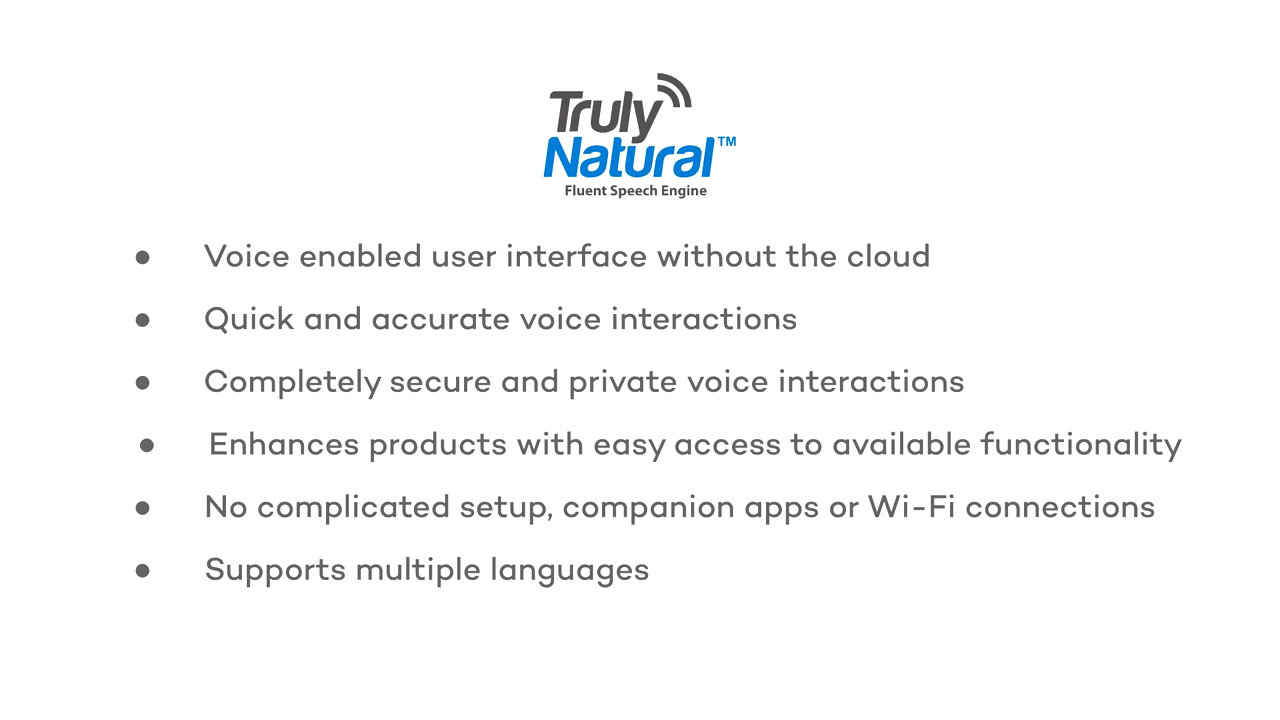 Truly
Natural™
Fluent Speech Engine
● Voice enabled user interface without the cloud
● Quick and accurate voice interactions
● Completely secure and private voice interactions
● Enhances products with easy access to available functionality
● No complicated setup, companion apps or Wi-Fi connections
● Supports multiple languages